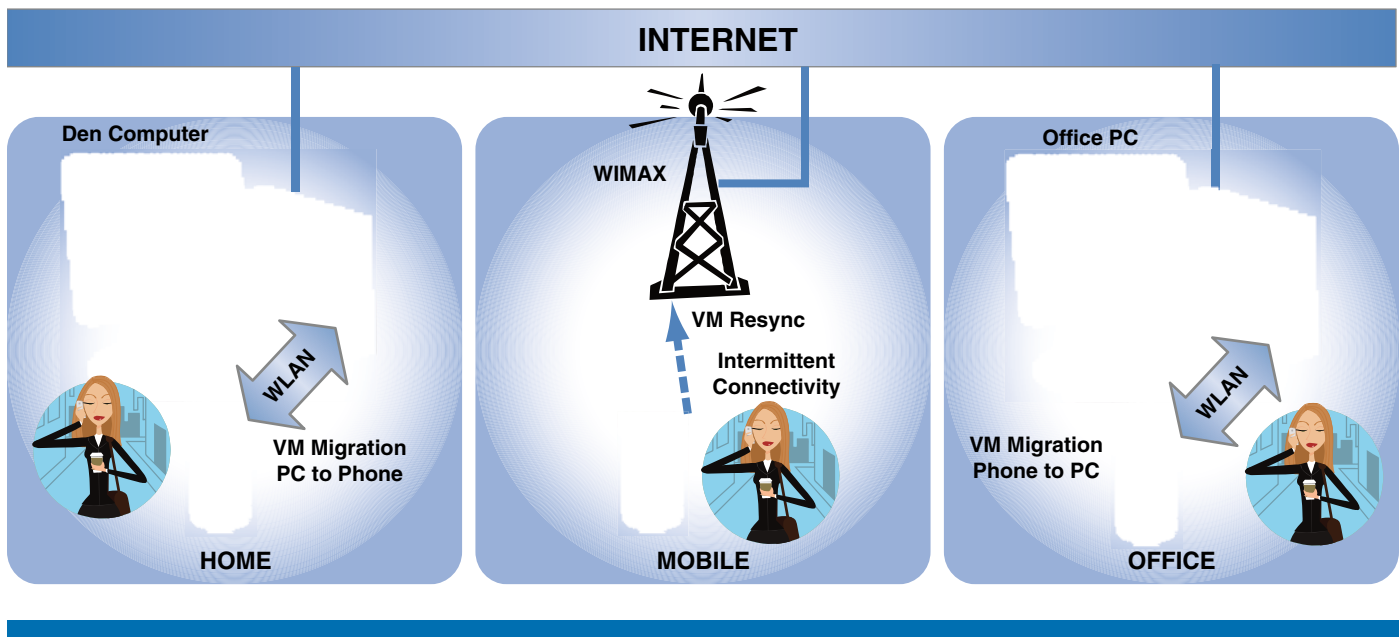 INTERNET
Den Computer
WLAN
VM Migration
PC to Phone
HOME
WIMAX
VM Resync
Intermittent
Connectivity
MOBILE
Office PC
WLAN
VM Migration
Phone to PC
OFFICE